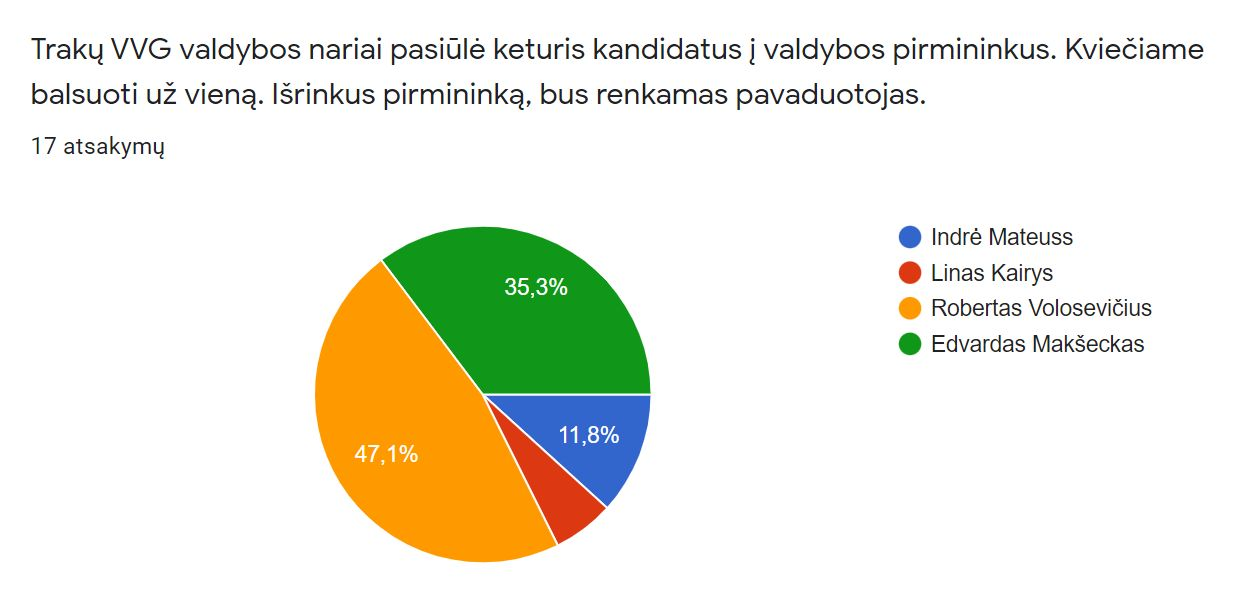 Trakų VVG valdybos nariai pasiūlė keturis kandidatus į valdybos pirmininkus. Kviečiame
balsuoti už vieną. Išrinkus pirmininką, bus renkamas pavaduotojas.
17 atsakymų
35,3%
11,8%
47,1%
Indrė Mateuss
Linas Kairys
Robertas Volosevičius
Edvardas Makšeckas